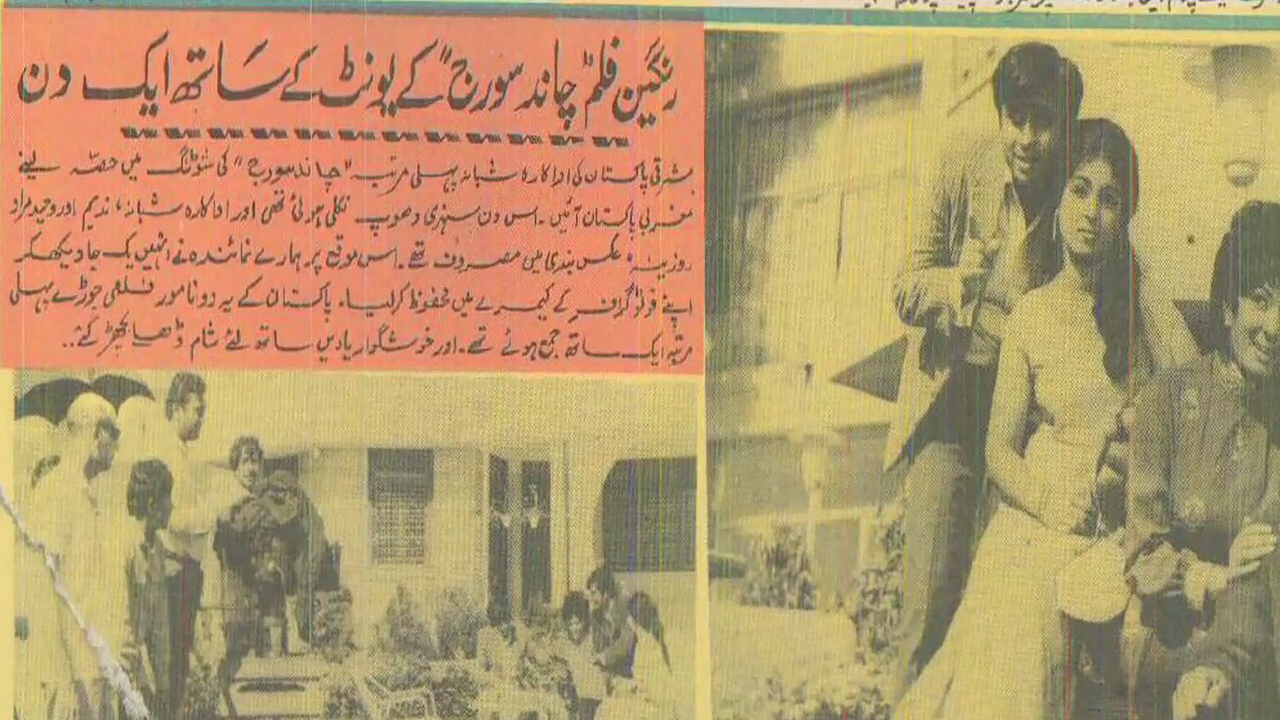 رنگین فلم "چاند سورج" کے یونٹ کے ساتھ ایک دن
مشرقی پاکستان کی اداکارہ شبانہ پہلی مرتبہ "چاند سورج" کی شوٹنگ میں حصّہ لینے
مغربی پاکستان آئیں۔ اس دن سنہری دھوپ نکلی ہوئی تھی اور اداکارہ شبانہ، ندیم اور وحید مراد
روزینہ، عکس بندی میں مصروف تھے۔ اس موقع پر ہمارے نمائندہ نے انہیں یک جا دیکھ کر
اپنے فوٹوگرافر کے کیمرے میں محفوظ کرلیا۔ پاکستان کے یہ دو نامور فلمی جوڑے پہلی
مرتبہ ایک ساتھ جمع ہوئے تھے۔ اور خوشگوار یادیں ساتھ لئے شام ڈھلے بچھڑ گئے..